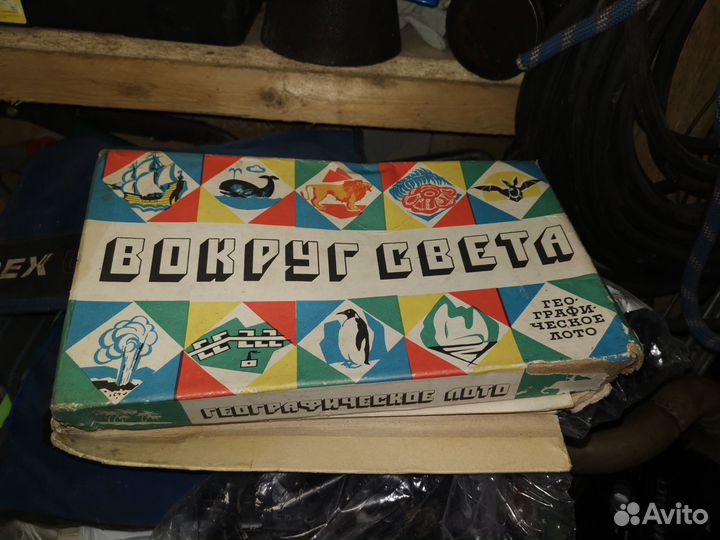 ВОКРУГ СВЕТА
ГЕО-
ГРАФИ-
ЧЕСКОЕ
ЛОТО
ГЕОГРАФИЧЕСКОЕ ЛОТО
Avito